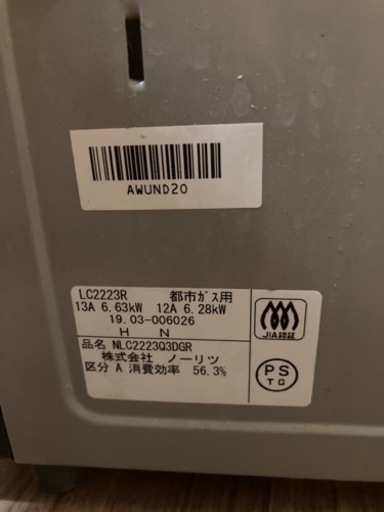 AWUND20
LC2223R 都市ガス用
13A 6.63kW 12A 6.28kW
19.03-006026
H N
品名 NLC2223Q3DGR
株式会社 ノーリツ
区分 A 消費効率 56.3%
JIA認証
PS
TG